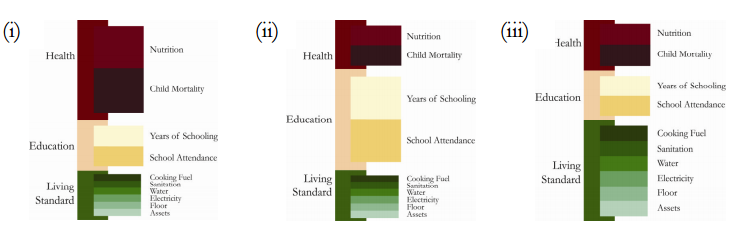 (i)
Health
Nutrition
Child Mortality
Education
Years of Schooling
School Attendance
Living
Standard
Cooking Fuel
Sanitation
Water
Electricity
Floor
Assets
(ii)
Health
Nutrition
Child Mortality
Education
Years of Schooling
School Attendance
Living
Standard
Cooking Fuel
Sanitation
Water
Electricity
Floor
Assets
(iii)
Health
Nutrition
Child Mortality
Education
Years of Schooling
School Attendance
Living
Standard
Cooking Fuel
Sanitation
Water
Electricity
Floor
Assets